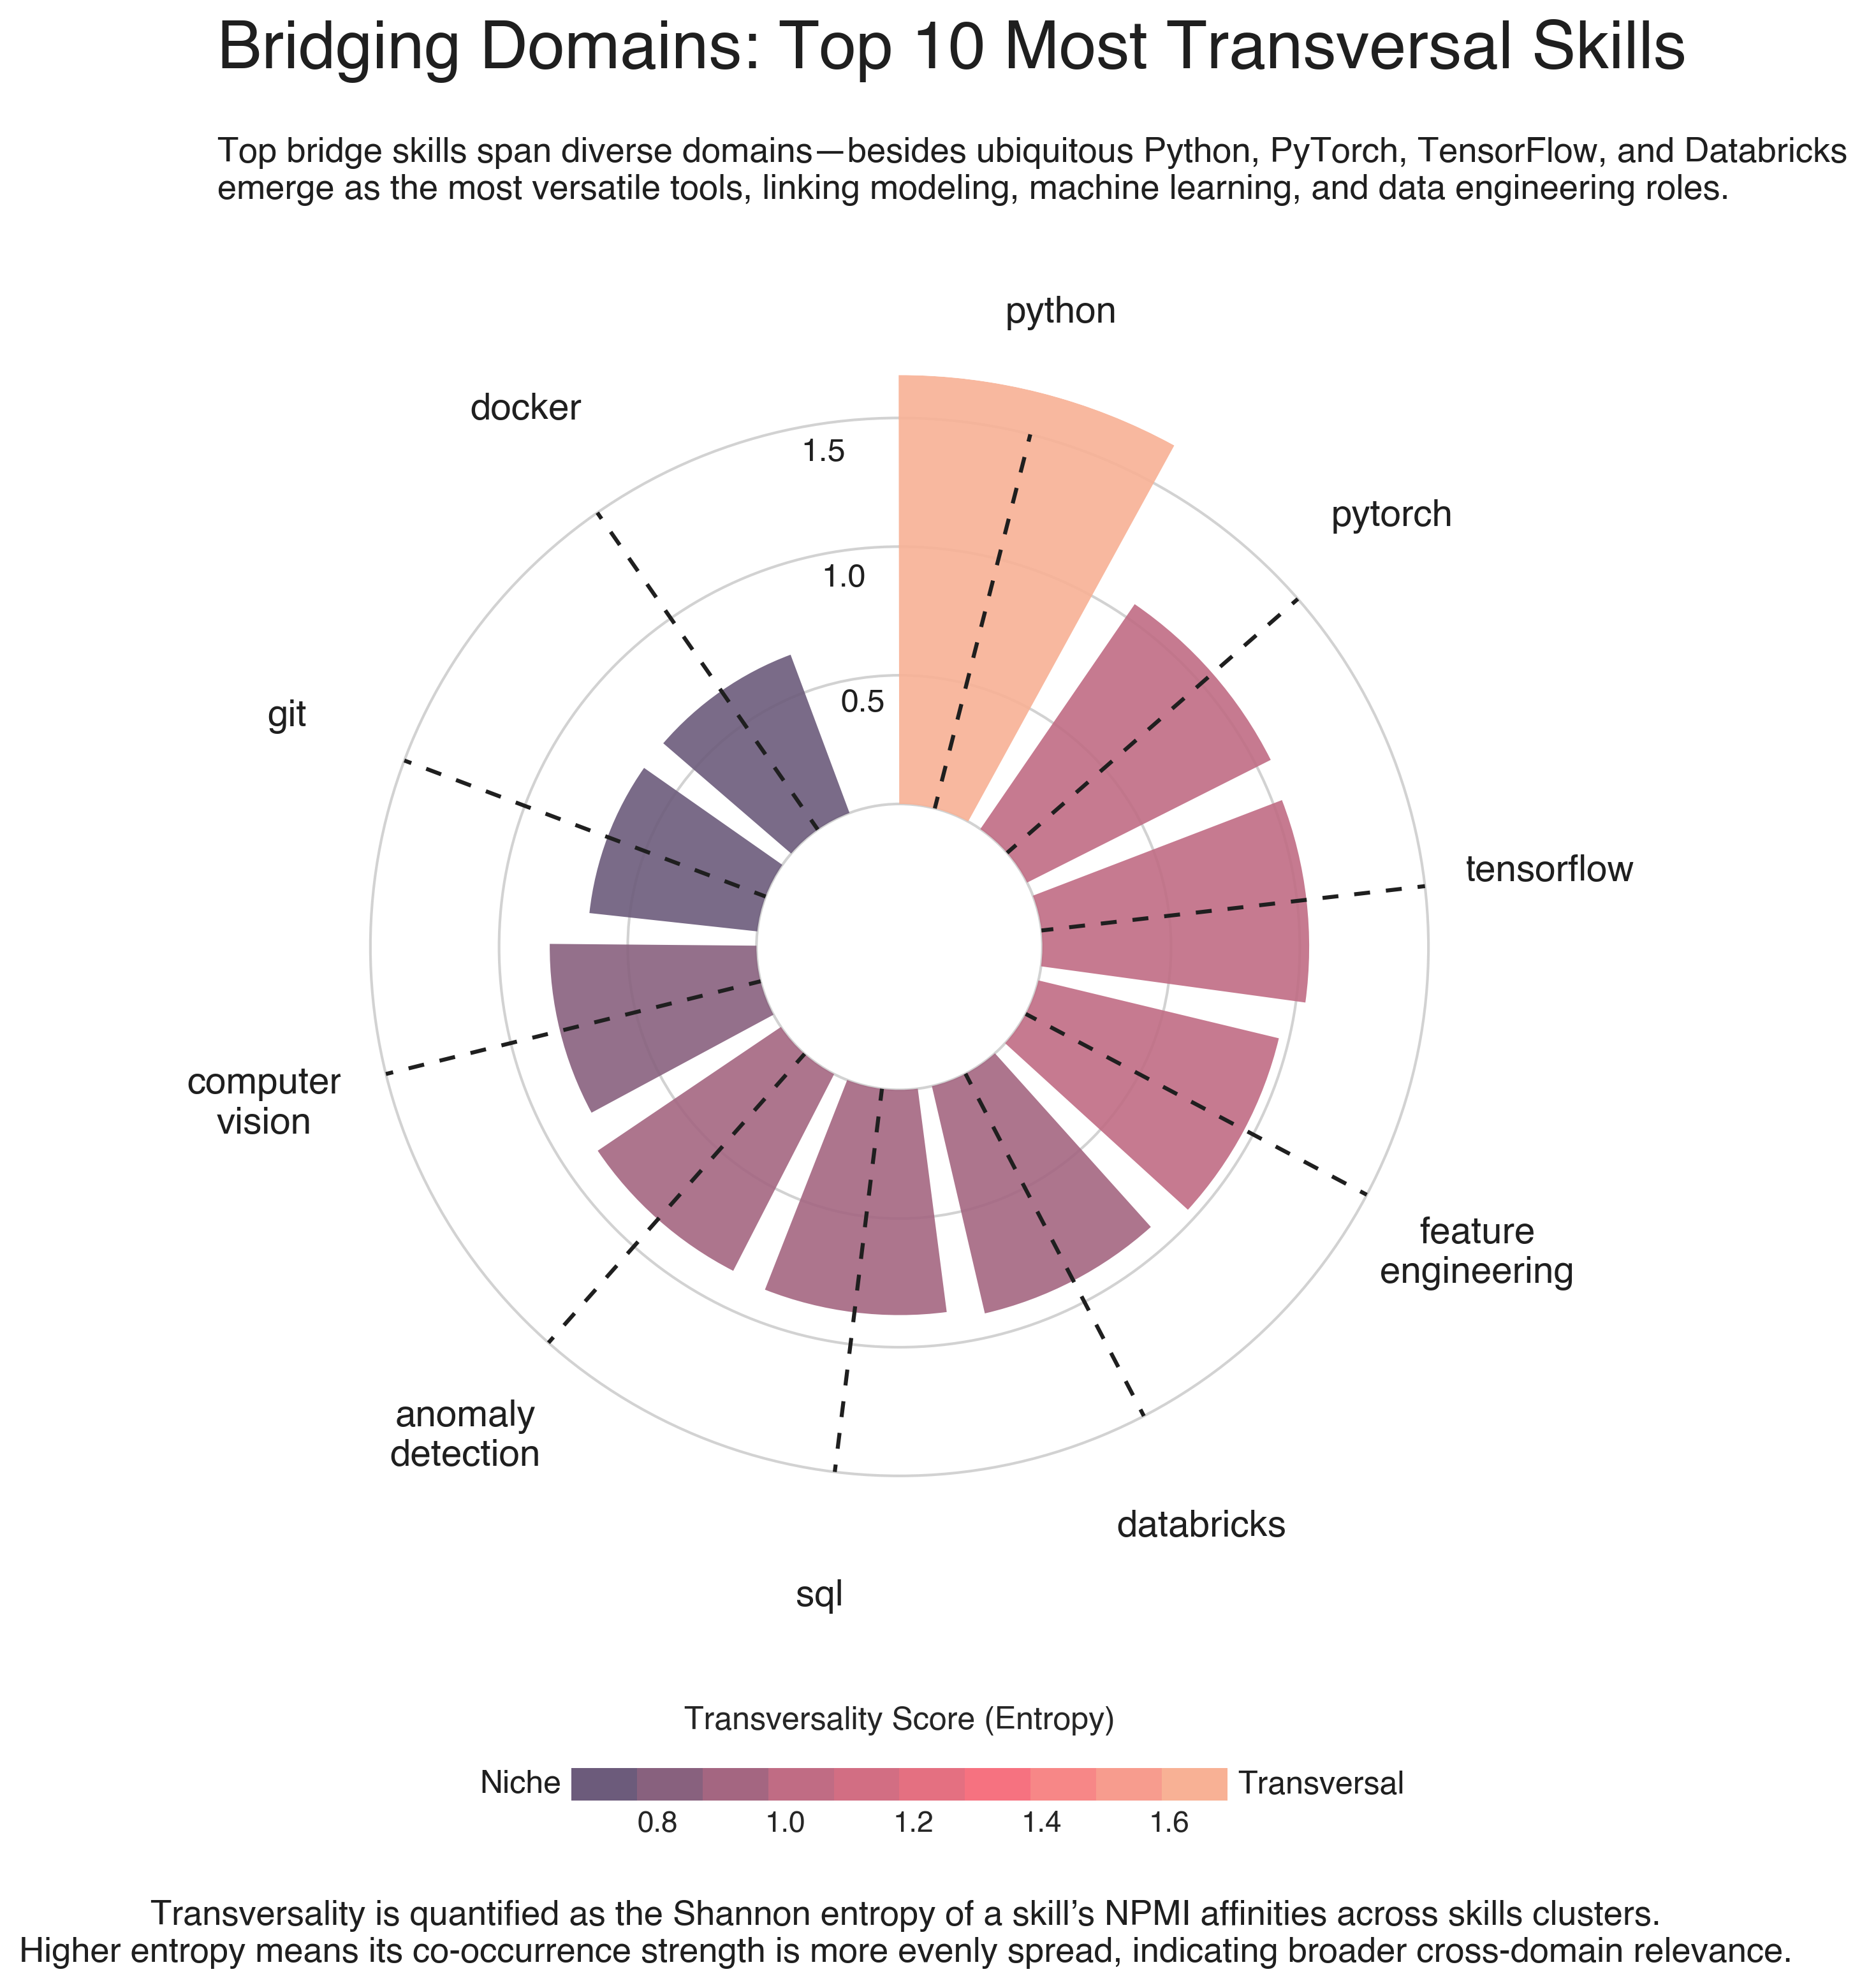 Bridging Domains: Top 10 Most Transversal Skills
Top bridge skills span diverse domains—besides ubiquitous Python, PyTorch, TensorFlow, and Databricks
emerge as the most versatile tools, linking modeling, machine learning, and data engineering roles.
python
docker
1.5
pytorch
1.0
0.5
git
tensorflow
computer
vision
feature
engineering
anomaly
detection
databricks
sql
Transversality Score (Entropy)
Niche
Transversal
0.8 1.0 1.2 1.4 1.6
Transversality is quantified as the Shannon entropy of a skill’s NPMI affinities across skills clusters.
Higher entropy means its co-occurrence strength is more evenly spread, indicating broader cross-domain relevance.